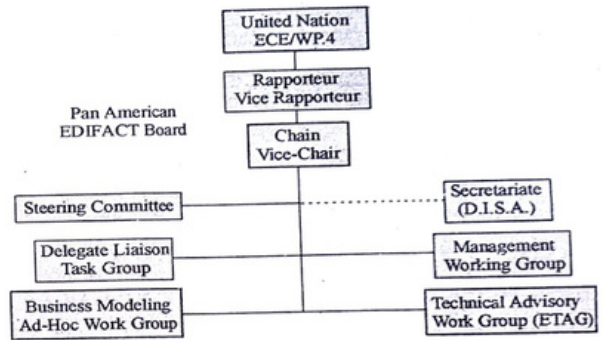 United Nation
ECE/WP.4
Rapporteur
Vice Rapporteur
Pan American
EDIFACT Board
Chain
Vice-Chair
Steering Committee
Secretariate
(D.I.S.A.)
Delegate Liaison
Task Group
Management
Working Group
Business Modeling
Ad-Hoc Work Group
Technical Advisory
Work Group (ETAG)